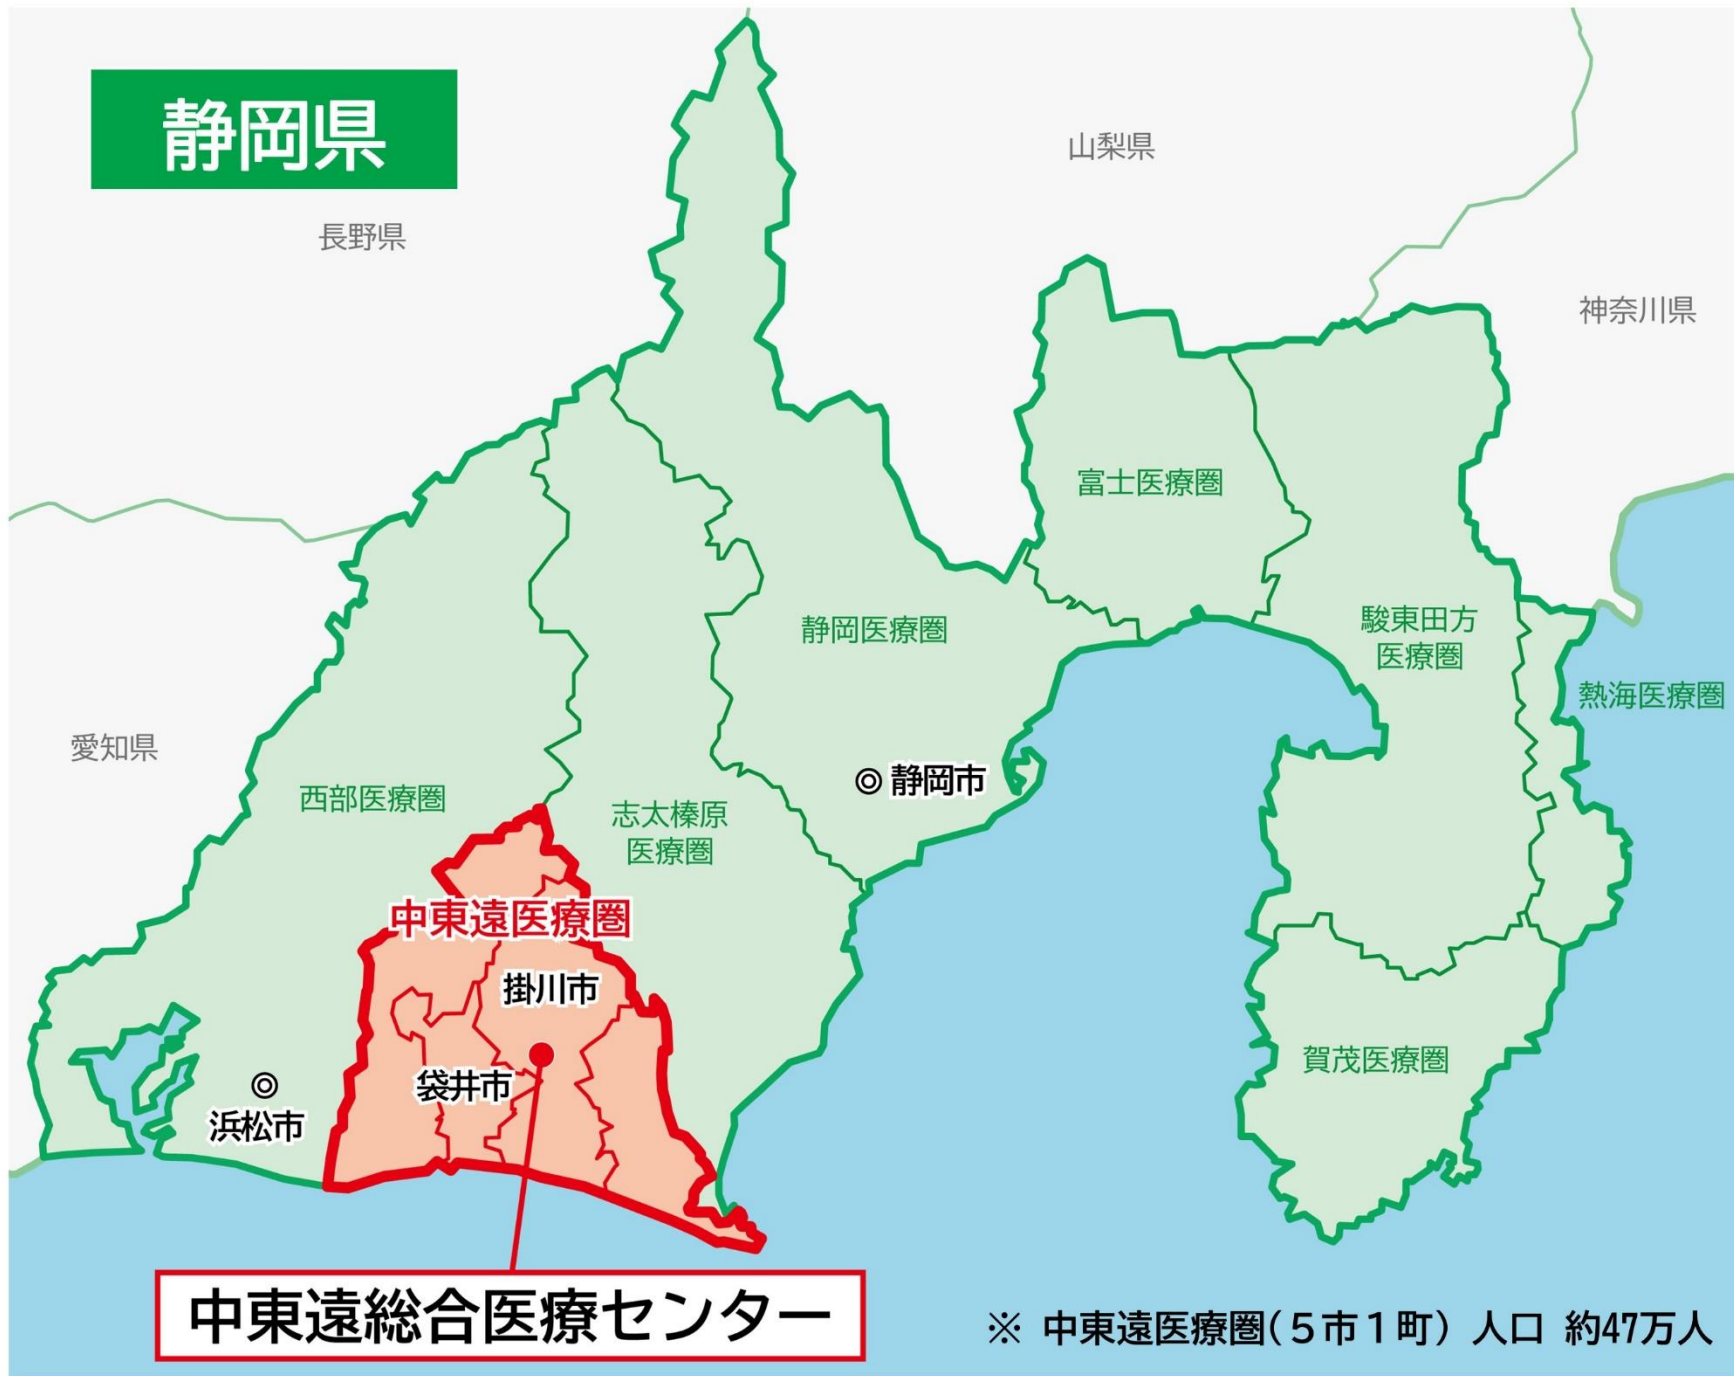 静岡県
山梨県
長野県
神奈川県
富士医療圏
静岡医療圏
駿東田方
医療圏
熱海医療圏
愛知県
静岡市
西部医療圏
志太榛原
医療圏
中東遠医療圏
掛川市
賀茂医療圏
袋井市
浜松市
中東遠総合医療センター
※ 中東遠医療圏(5市1町) 人口 約47万人